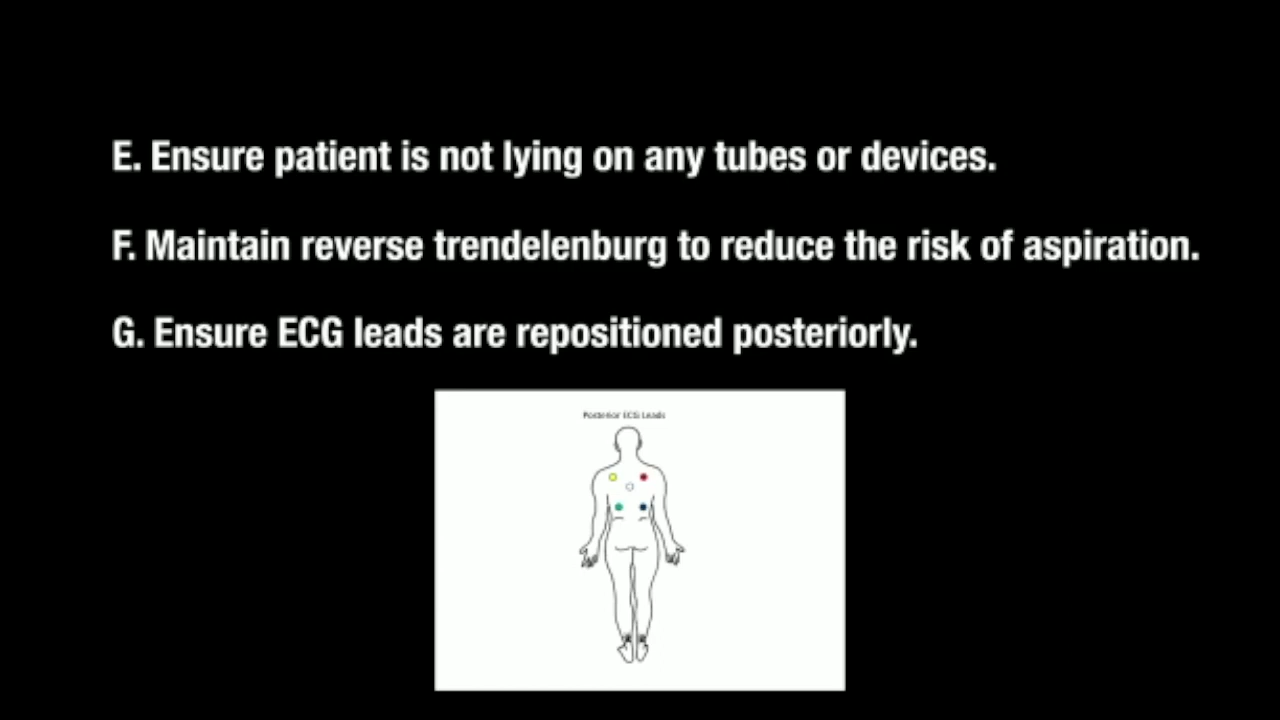 E. Ensure patient is not lying on any tubes or devices.
F. Maintain reverse trendelenburg to reduce the risk of aspiration.
G. Ensure ECG leads are repositioned posteriorly.
Posterior ECG Leads